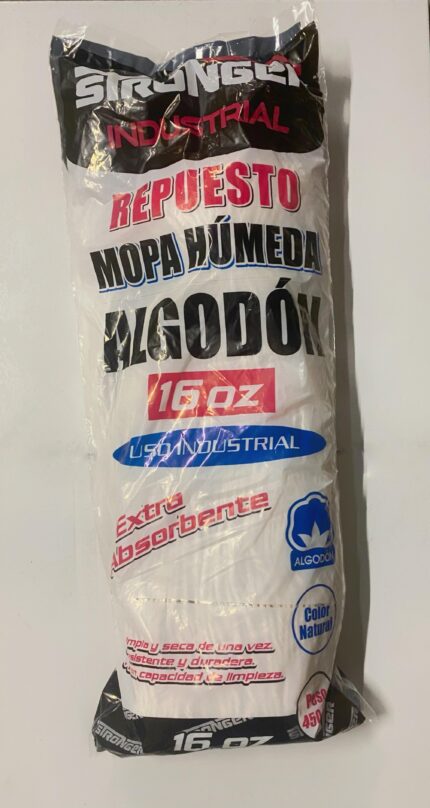 STRONGER
INDUSTRIAL
REPUESTO
MOPA HÚMEDA
ALGODÓN
16 oz
USO INDUSTRIAL
Extra
Absorbente
ALGODÓN
Color
Natural
y seca de una vez.
y duradera.
capacidad de limpieza.
Peso
450
STRONGER
16 oz